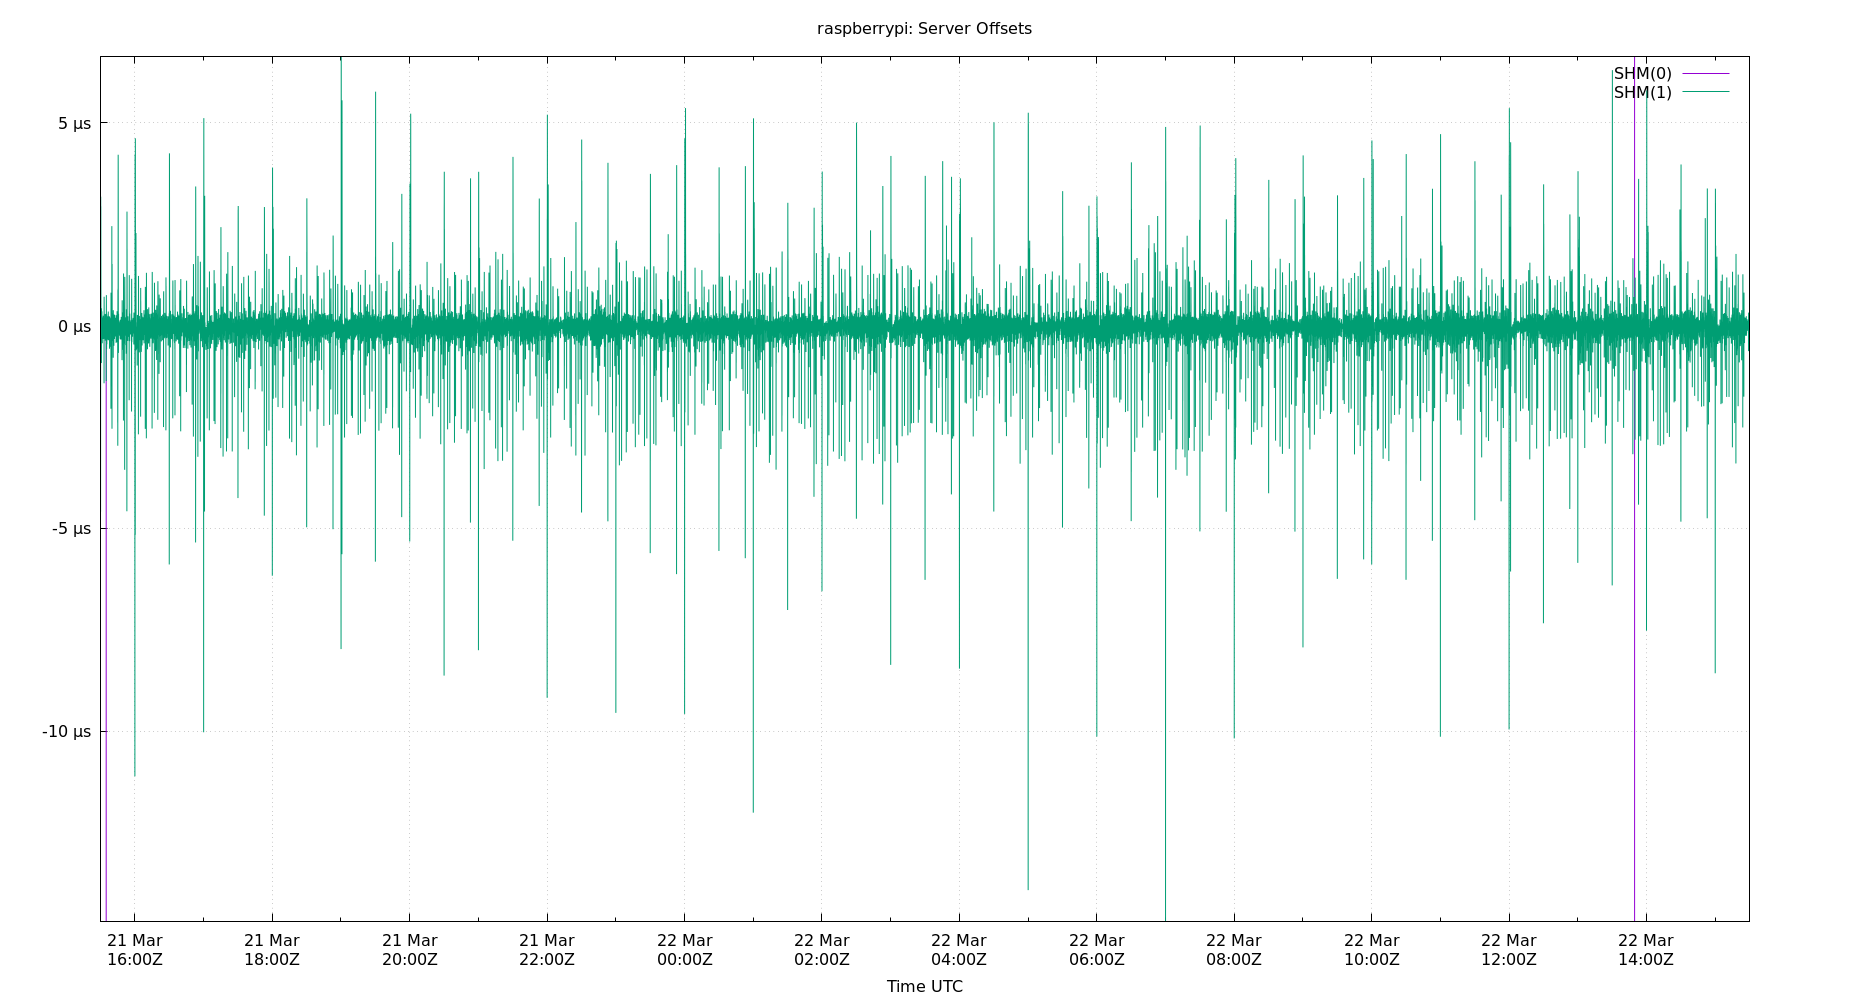 raspberrypi: Server Offsets
SHM(0)
SHM(1)
5 µs
0 µs
-5 µs
-10 µs
21 Mar 21 Mar 21 Mar 21 Mar 22 Mar 22 Mar 22 Mar 22 Mar 22 Mar 22 Mar 22 Mar 22 Mar
16:00Z 18:00Z 20:00Z 22:00Z 00:00Z 02:00Z 04:00Z 06:00Z 08:00Z 10:00Z 12:00Z 14:00Z
Time UTC